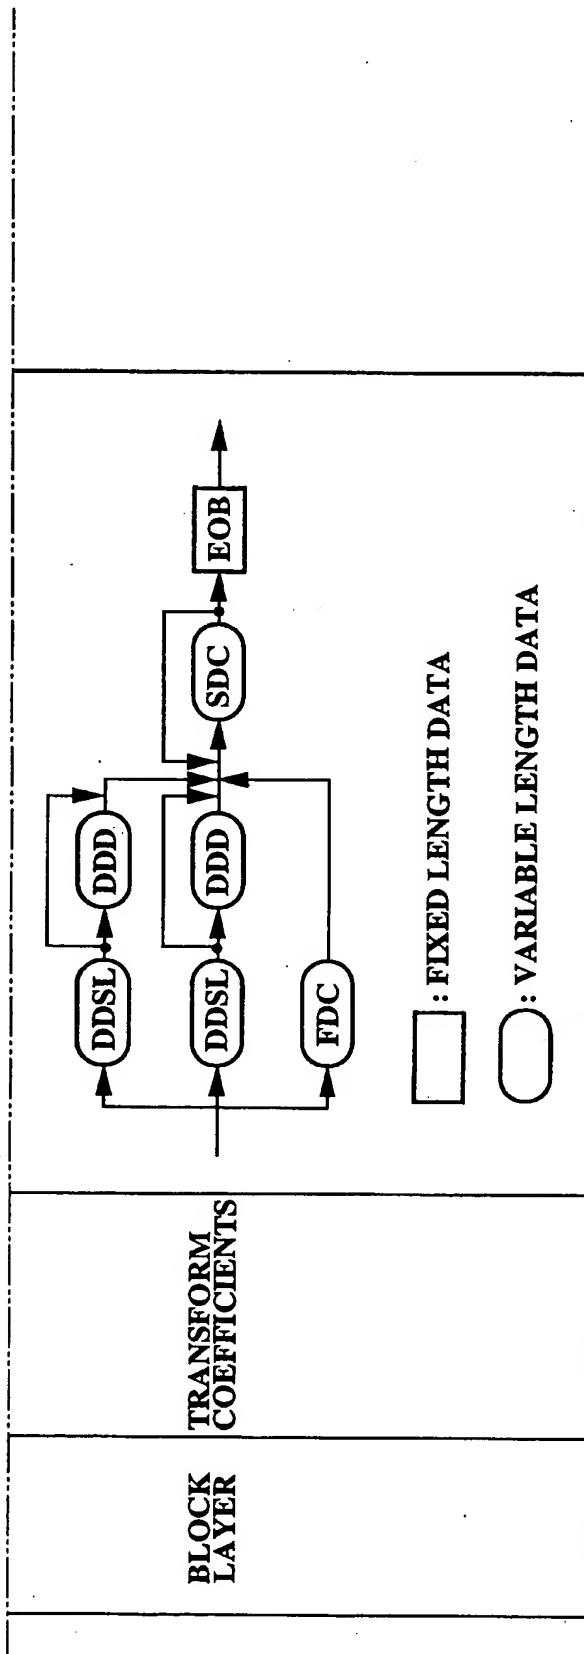 BLOCK
LAYER
TRANSFORM
COEFFICIENTS
DDSL
DDD
DDSL
DDD
SDC
EOB
FDC
: FIXED LENGTH DATA
: VARIABLE LENGTH DATA